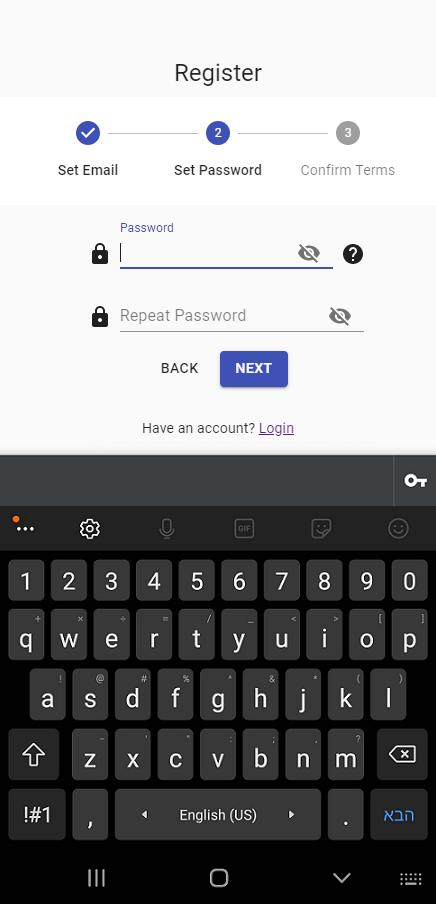 Register
2
3
Set Email
Set Password
Confirm Terms
Password
Repeat Password
BACK
NEXT
Have an account? Login
GIF
1 2 3 4 5 6 7 8 9 0
+ × ÷ = / _ < > [ ]
q w e r t y u i o p
! @ # % ^ & * ( )
a s d f g h j k l
- ' " : ; , ?
z x c v b n m
!#1 , English (US) . הבא